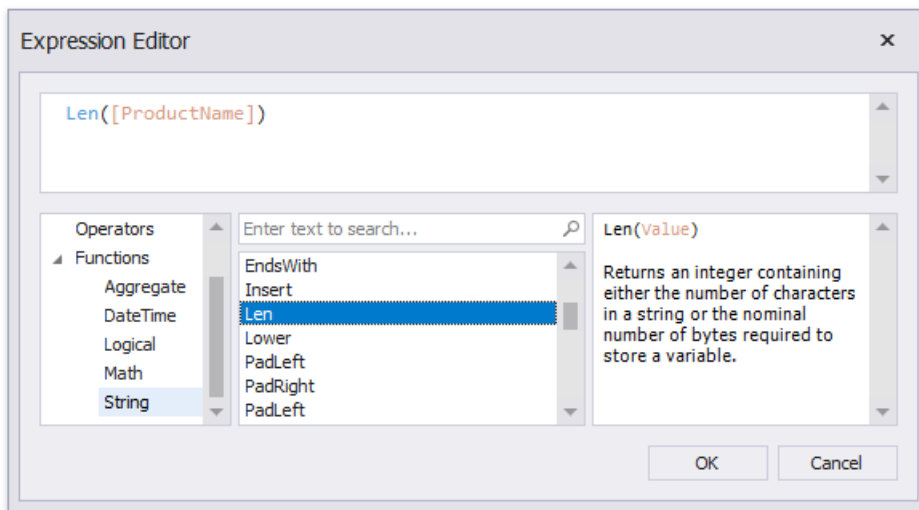 Expression Editor
Len([ProductName])
Operators
Functions
Aggregate
DateTime
Logical
Math
String
Enter text to search...
EndsWith
Insert
Len
Lower
PadLeft
PadRight
PadLeft
Len(Value)
Returns an integer containing
either the number of characters
in a string or the nominal
number of bytes required to
store a variable.
OK
Cancel